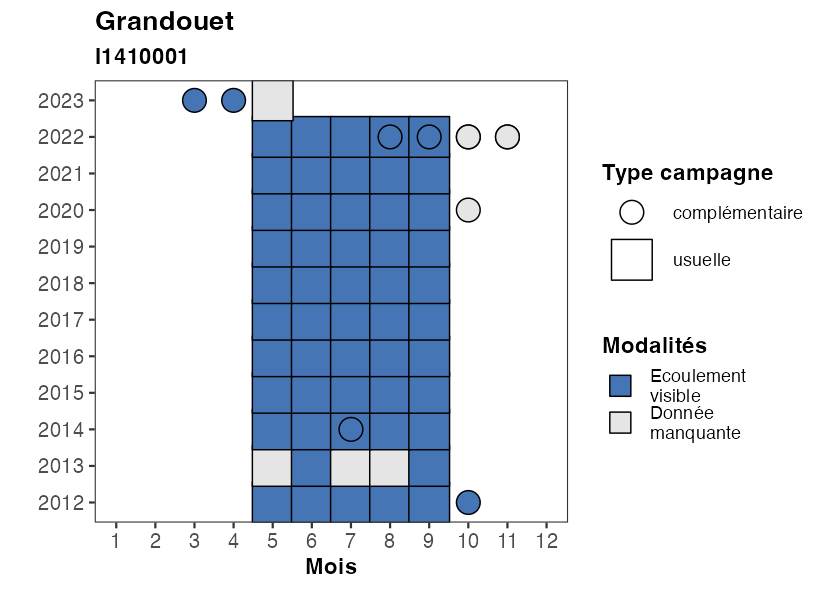 Grandouet
I1410001
2023
2022
2021
2020
2019
2018
2017
2016
2015
2014
2013
2012
1 2 3 4 5 6 7 8 9 10 11 12
Mois
Type campagne
complémentaire
usuelle
Modalités
Ecoulement
visible
Donnée
manquante